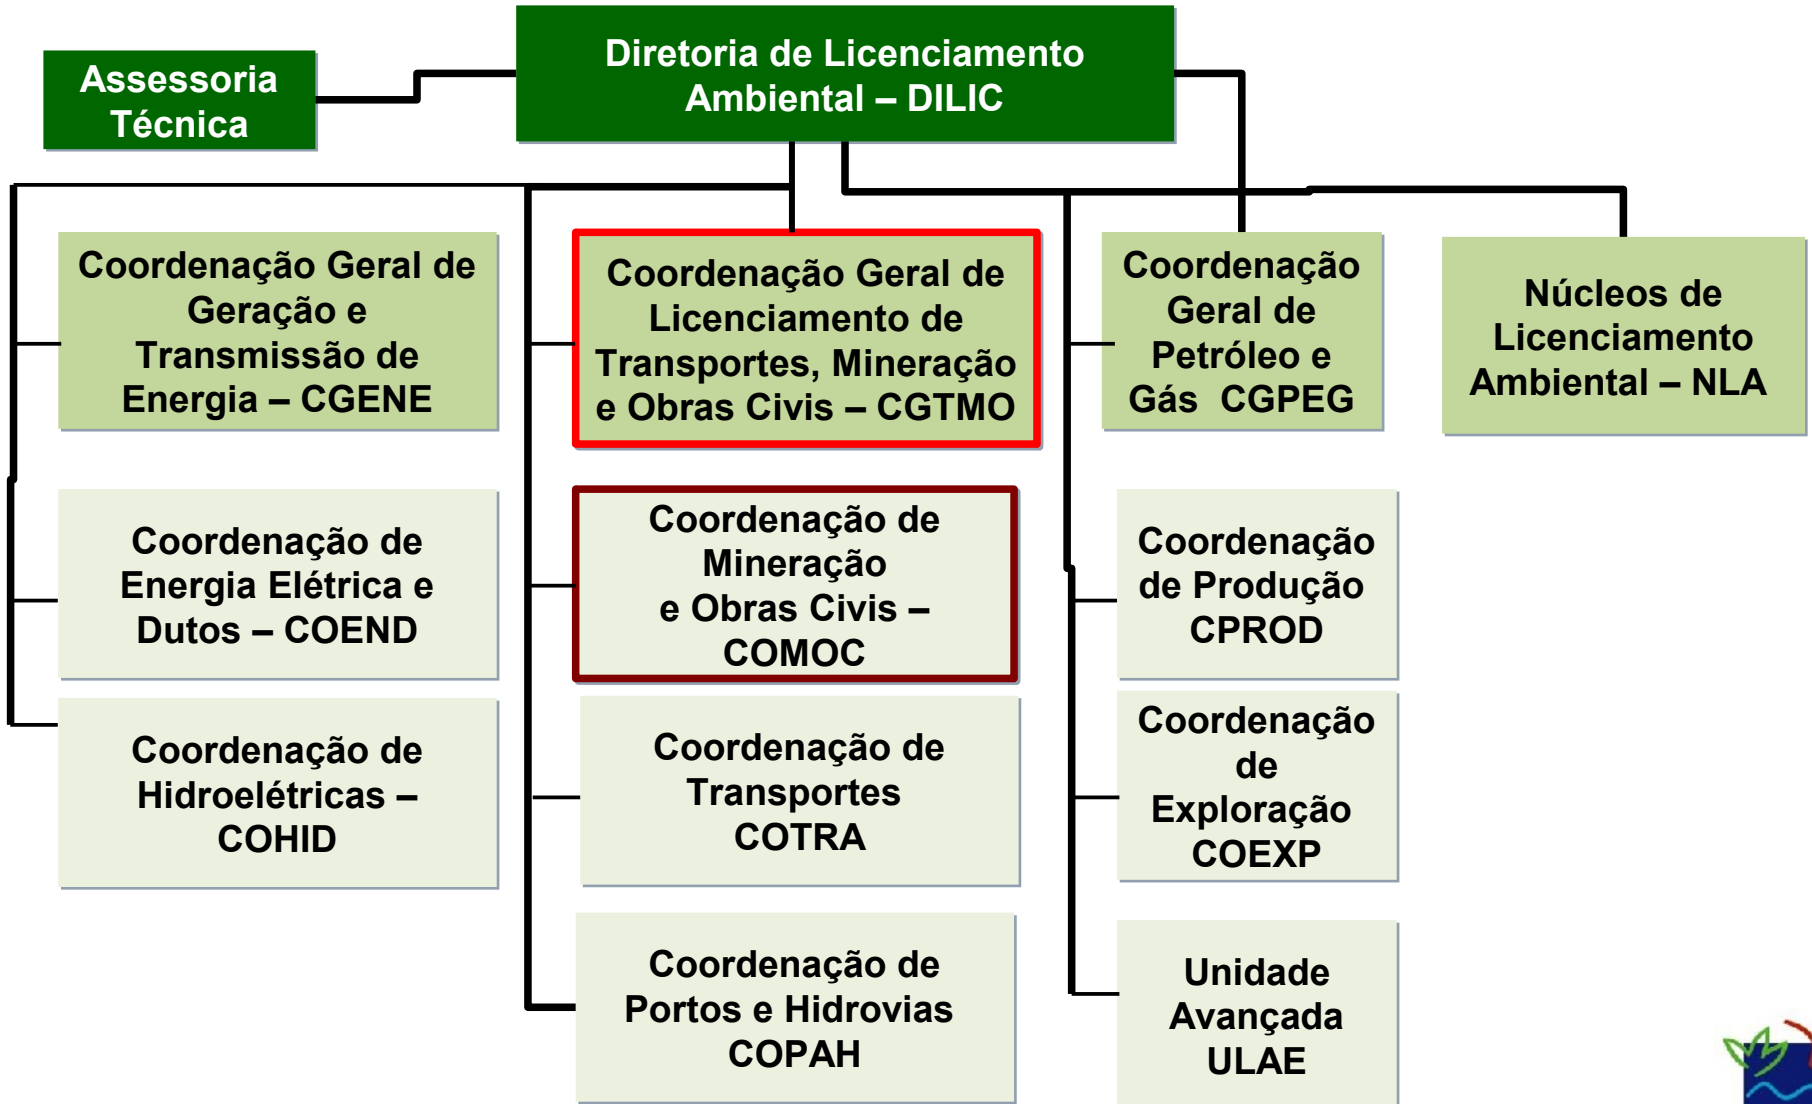 Assessoria
Técnica
Diretoria de Licenciamento
Ambiental – DILIC
Coordenação Geral de
Geração e
Transmissão de
Energia – CGENE
Coordenação Geral de
Licenciamento de
Transportes, Mineração
e Obras Civis – CGTMO
Coordenação
Geral de
Petróleo e
Gás CGPEG
Núcleos de
Licenciamento
Ambiental – NLA
Coordenação de
Energia Elétrica e
Dutos – COEND
Coordenação de
Mineração
e Obras Civis –
COMOC
Coordenação
de Produção
CPROD
Coordenação de
Hidroelétricas –
COHID
Coordenação de
Transportes
COTRA
Coordenação
de
Exploração
COEXP
Coordenação de
Portos e Hidrovias
COPAH
Unidade
Avançada
ULAE